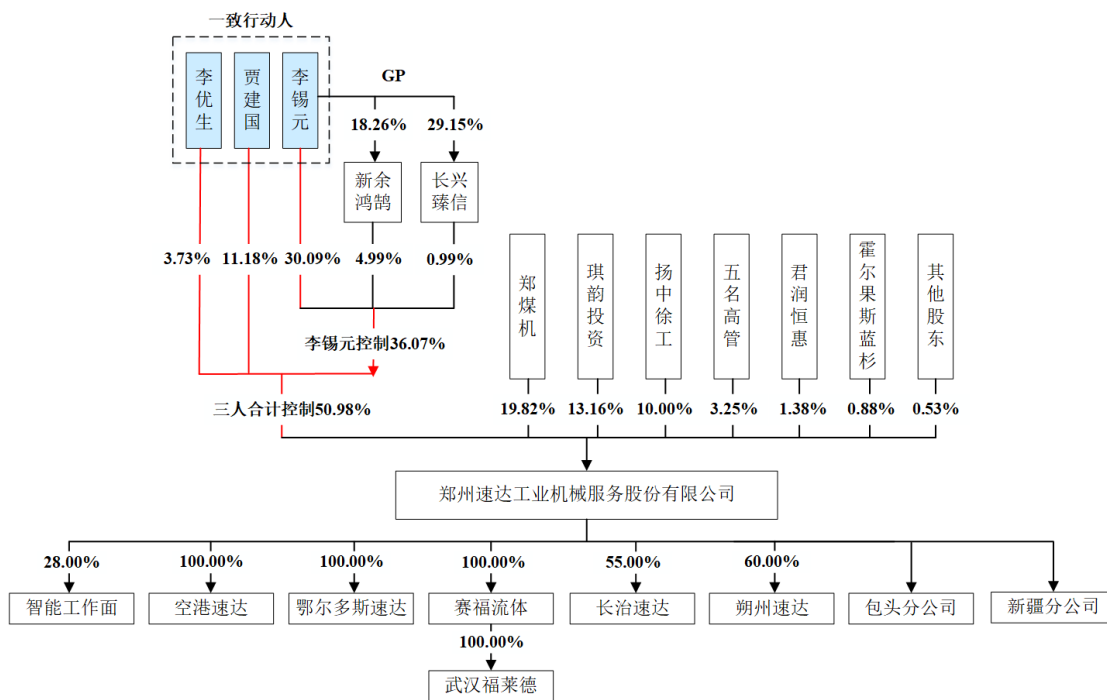 一致行动人
李优生
贾建国
李锡元
GP
18.26%
29.15%
新余
鸿鹄
长兴
臻信
3.73%
11.18%
30.09%
4.99%
0.99%
郑煤机
琪韵投资
扬中徐工
五名高管
君润恒惠
霍尔果斯蓝杉
其他股东
李锡元控制36.07%
三人合计控制50.98%
19.82%
13.16%
10.00%
3.25%
1.38%
0.88%
0.53%
郑州速达工业机械服务股份有限公司
28.00%
100.00%
100.00%
100.00%
55.00%
60.00%
智能工作面
空港速达
鄂尔多斯速达
赛福流体
长治速达
朔州速达
包头分公司
新疆分公司
100.00%
武汉福莱德